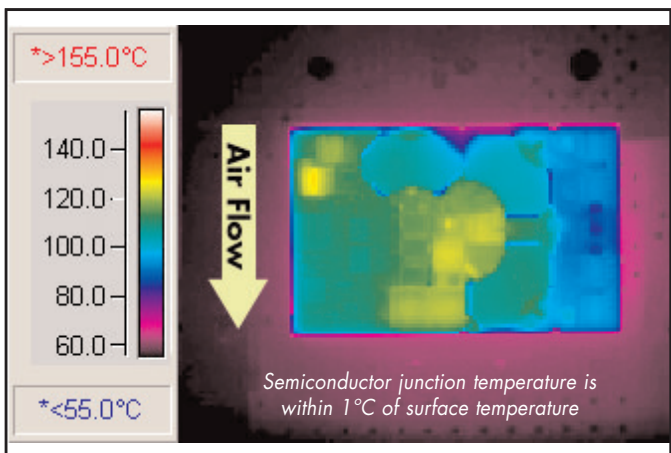 *>155.0°C
140.0
120.0
100.0
80.0
60.0
*<55.0°C
Air Flow
Semiconductor junction temperature is
within 1°C of surface temperature